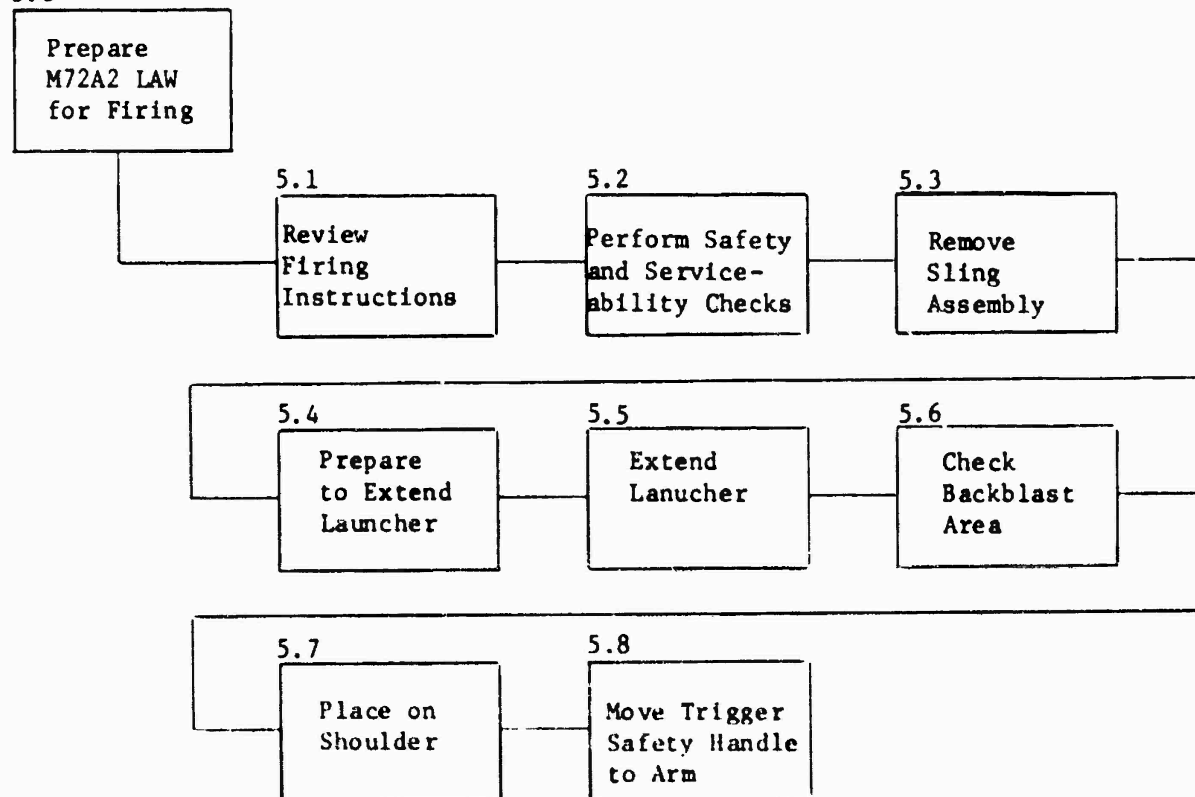 Prepare
M72A2 LAW
for Firing
5.1
Review
Firing
Instructions
5.2
Perform Safety
and Service-
ability Checks
5.3
Remove
Sling
Assembly
5.4
Prepare
to Extend
Launcher
5.5
Extend
Lanucher
5.6
Check
Backblast
Area
5.7
Place on
Shoulder
5.8
Move Trigger
Safety Handle
to Arm